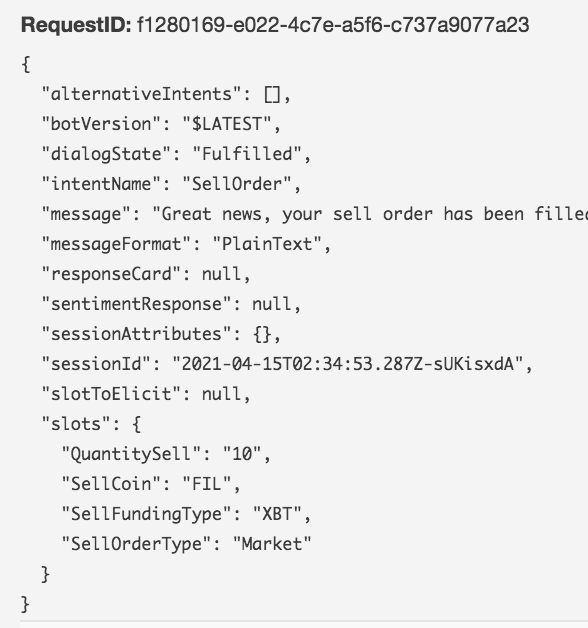 RequestID: f1280169-e022-4c7e-a5f6-c737a9077a23
{
"alternativeIntents": [],
"botVersion": "$LATEST",
"dialogState": "Fulfilled",
"intentName": "SellOrder",
"message": "Great news, your sell order has been filled
"messageFormat": "PlainText",
"responseCard": null,
"sentimentResponse": null,
"sessionAttributes": {},
"sessionId": "2021-04-15T02:34:53.287Z-sUKisxdA",
"slotToElicit": null,
"slots": {
"QuantitySell": "10",
"SellCoin": "FIL",
"SellFundingType": "XBT",
"SellOrderType": "Market"
}
}